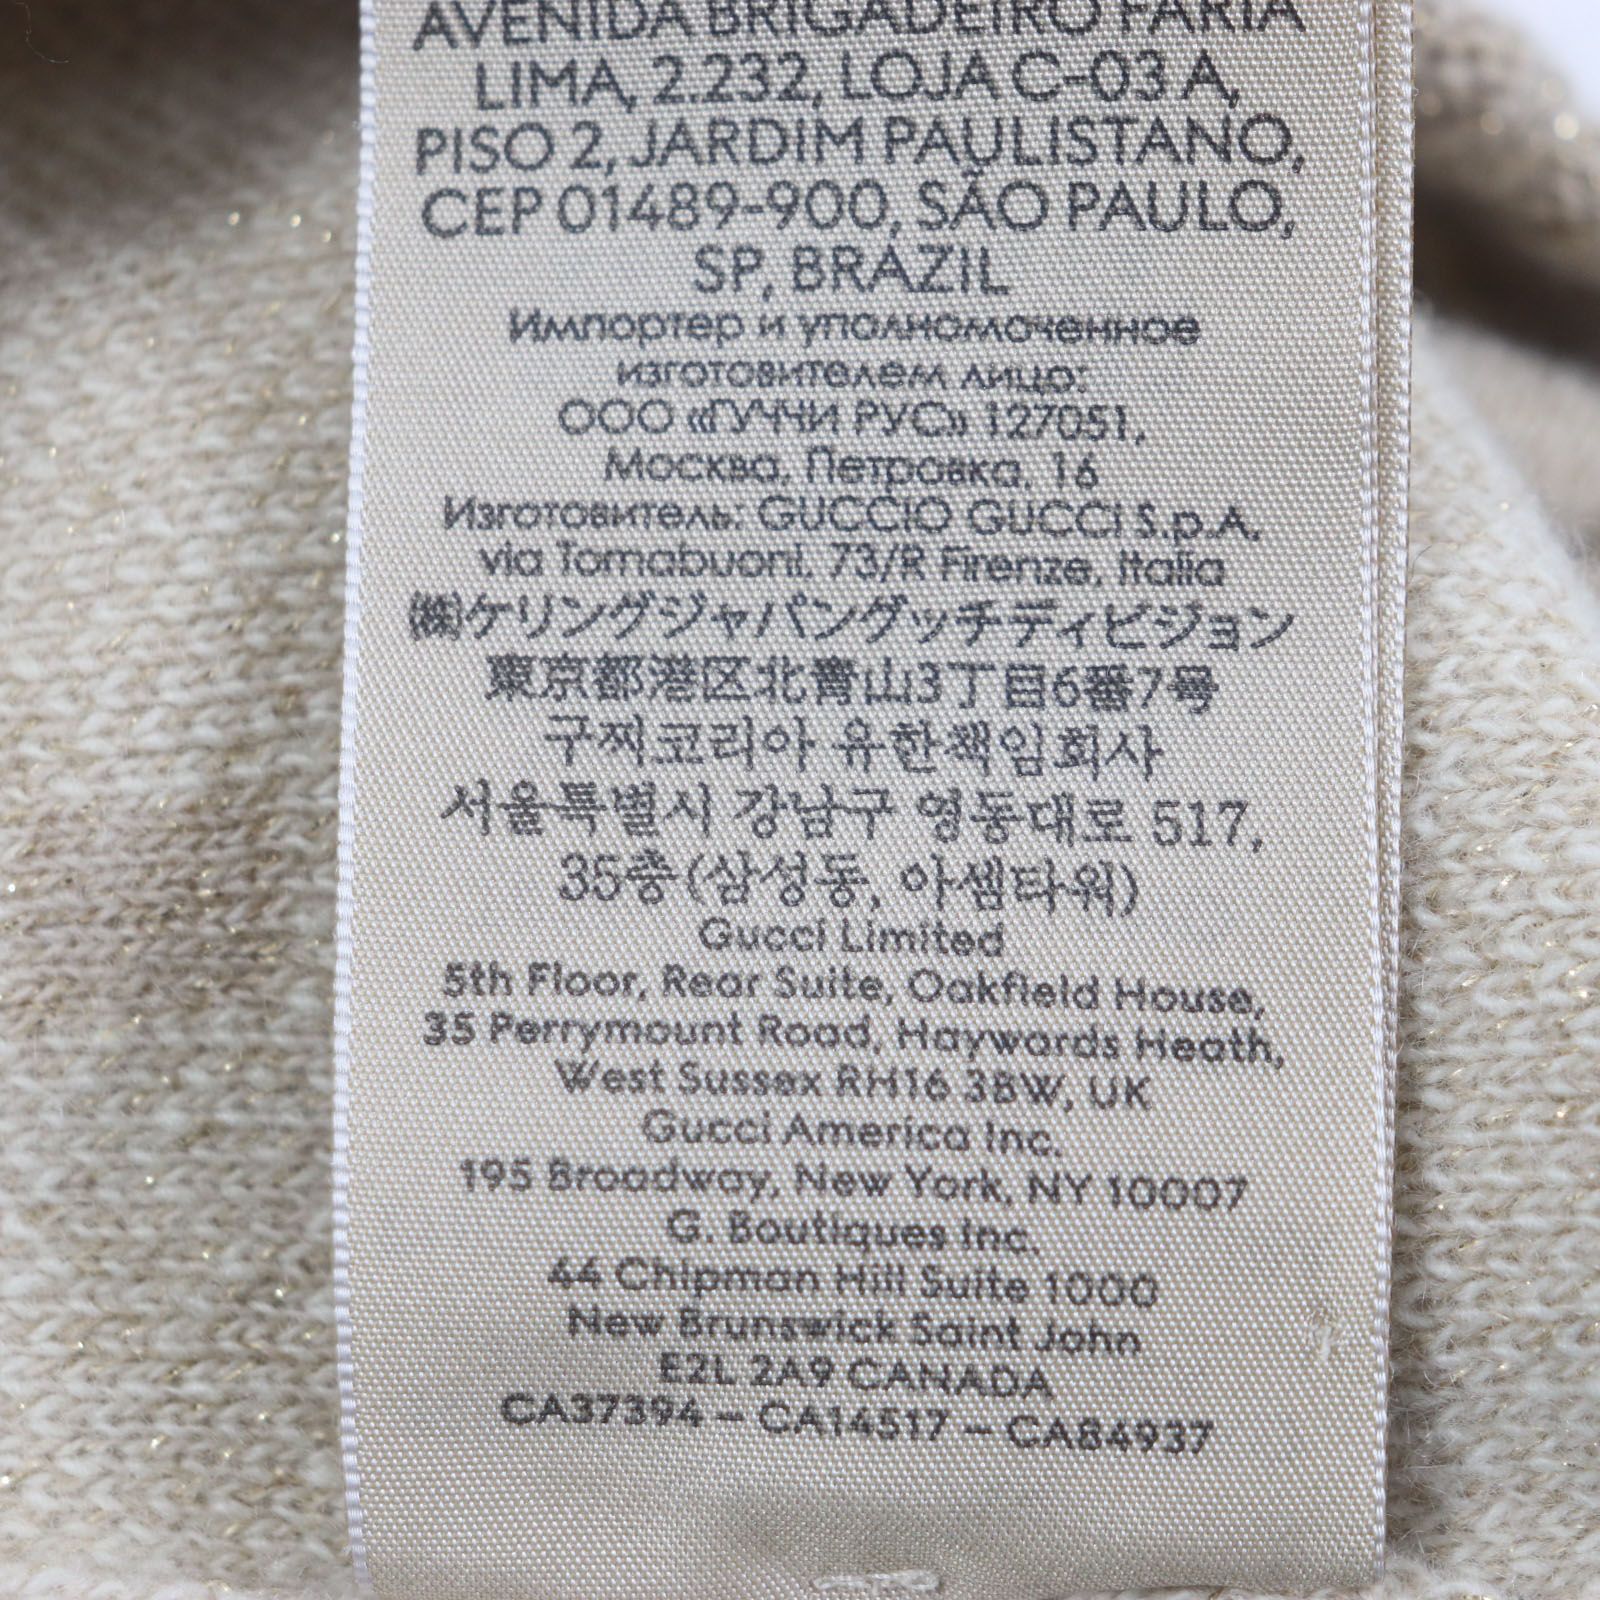 AVENIDA BRIGADEIRO FARIA
LIMA, 2.232, LOJA C-03 A,
PISO 2, JARDIM PAULISTANO,
CEP 01489-900, SÃO PAULO,
SP, BRAZIL
Импортер и уполномоченное
изготовителем лицо:
ООО «ГУЧЧИ РУС» 127051,
Москва, Петровка, 16
Изготовитель: GUCCIO GUCCI S.p.A.
via Tornabuoni, 73/R Firenze, Italia
㈱ケリングジャパングッチディビジョン
東京都港区北青山3丁目6番7号
구찌코리아 유한책임회사
서울특별시 강남구 영동대로 517,
35층(삼성동, 아셈타워)
Gucci Limited
5th Floor, Rear Suite, Oakfield House,
35 Perrymount Road, Haywards Heath,
West Sussex RH16 3BW, UK
Gucci America Inc.
195 Broadway, New York, NY 10007
G. Boutiques Inc.
44 Chipman Hill Suite 1000
New Brunswick Saint John
E2L 2A9 CANADA
CA37394 – CA14517 – CA84937